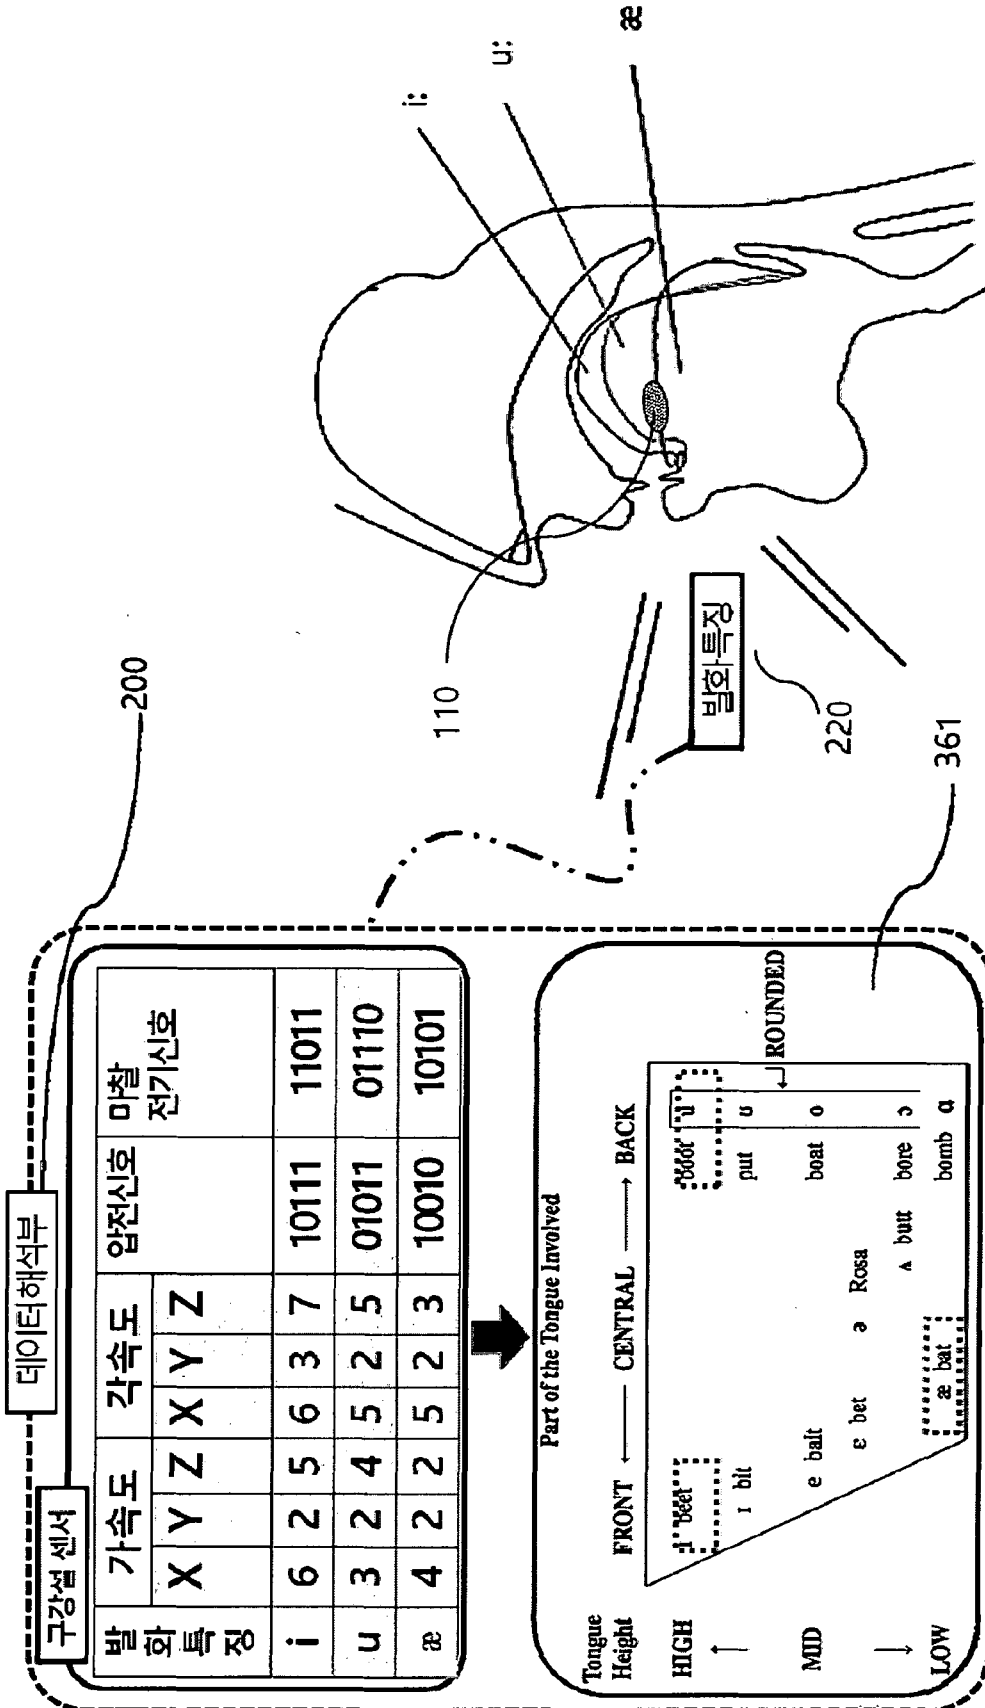 데이터해석부
200
구강설 센서
발화특징 가속도 각속도 압전신호 마찰전기신호
X Y Z X Y Z
i 6 2 5 6 3 7 10111 11011
u 3 2 4 5 2 5 01011 01110
æ 4 2 2 5 2 3 10010 10101
Part of the Tongue Involved
Tongue Height
FRONT ← CENTRAL → BACK
HIGH
MID
LOW
i beet
boot u
ɪ bit
put ʊ
e bait
boat o
ɛ bet
ə Rosa
ʌ butt
bore ɔ
æ bat
bomb ɑ
ROUNDED
361
110
발화특징
220
i:
u:
æ